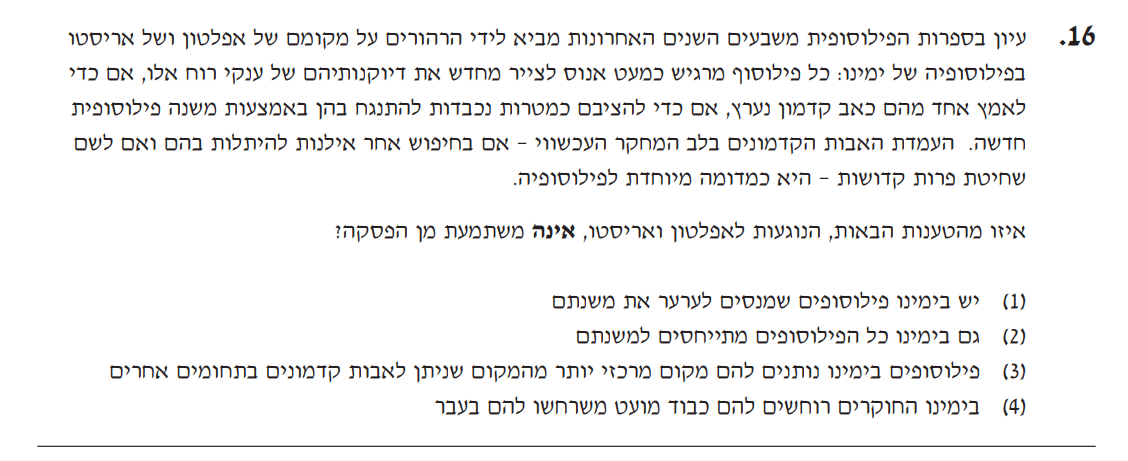 16. עיון בספרות הפילוסופית משבעים השנים האחרונות מביא לידי הרהורים על מקומם של אפלטון ושל אריסטו
בפילוסופיה של ימינו: כל פילוסוף מרגיש כמעט אנוס לצייר מחדש את דיוקנותיהם של ענקי רוח אלו, אם כדי
לאמץ אחד מהם כאב קדמון נערץ, אם כדי להציבם כמטרות נכבדות להתנגח בהן באמצעות משנה פילוסופית
חדשה. העמדת האבות הקדמונים בלב המחקר העכשווי - אם בחיפוש אחר אילנות להיתלות בהם ואם לשם
שחיטת פרות קדושות - היא כמדומה מיוחדת לפילוסופיה.
איזו מהטענות הבאות, הנוגעות לאפלטון ואריסטו, אינה משתמעת מן הפסקה?
(1) יש בימינו פילוסופים שמנסים לערער את משנתם
(2) גם בימינו כל הפילוסופים מתייחסים למשנתם
(3) פילוסופים בימינו נותנים להם מקום מרכזי יותר מהמקום שניתן לאבות קדמונים בתחומים אחרים
(4) בימינו החוקרים רוחשים להם כבוד מועט משרחשו להם בעבר